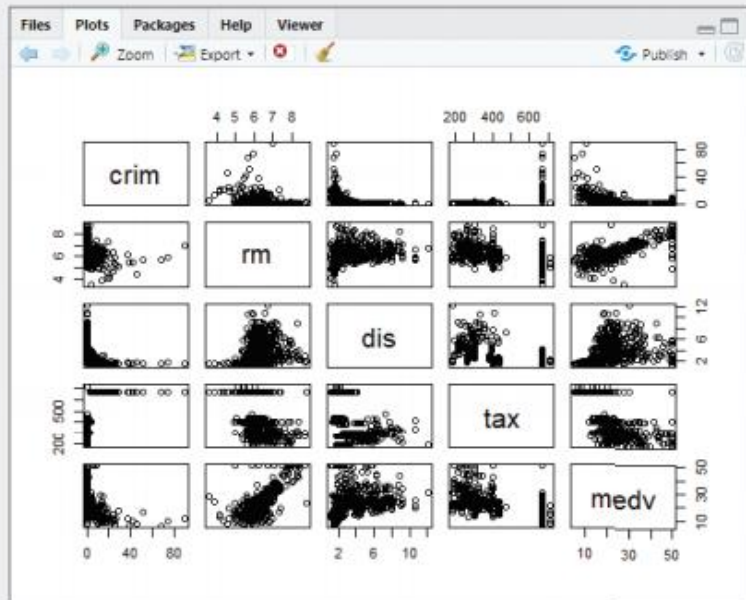 Files Plots Packages Help Viewer
Zoom Export Publish
4 5 6 7 8 200 400 600
crim 0 40 80
4 6 8 rm
dis 2 6 12
200 500 tax
medv 10 30 50
0 40 80 2 6 10 10 30 50